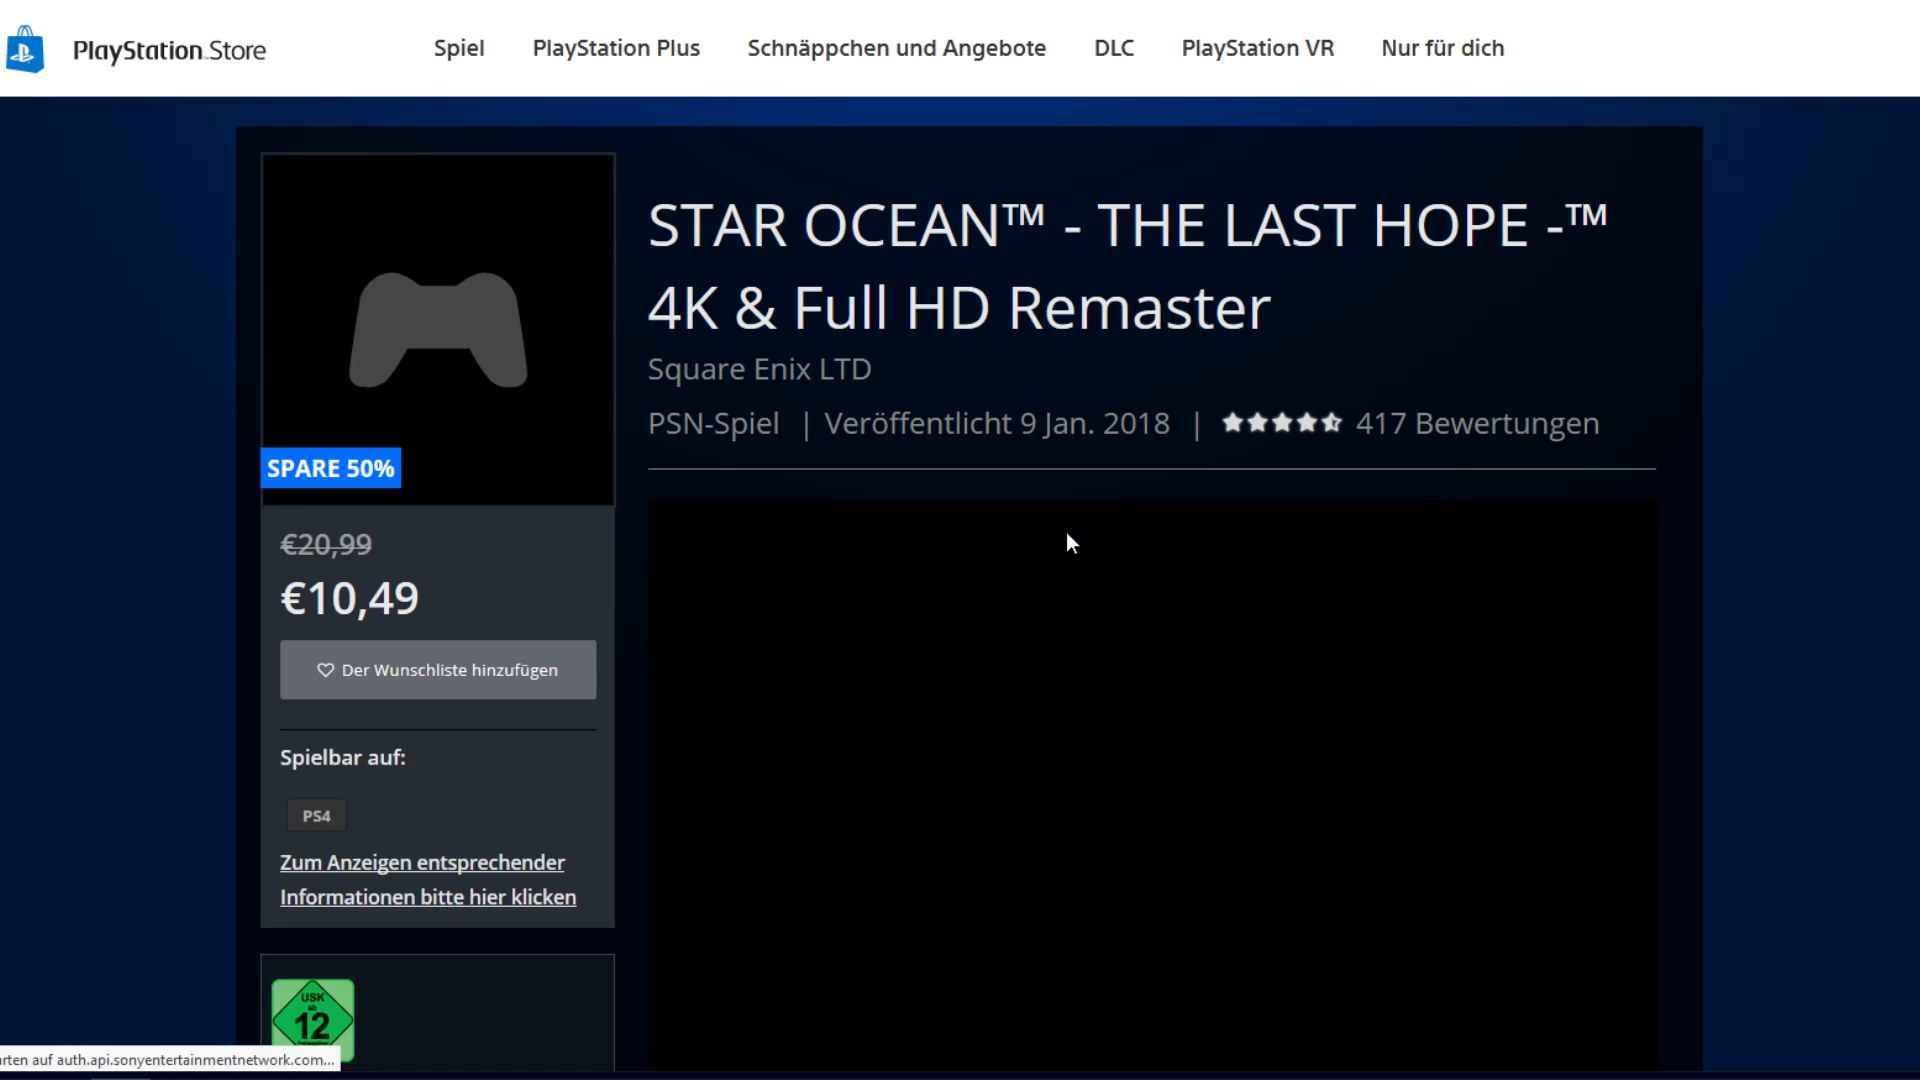 PlayStation™Store
Spiel
PlayStation Plus
Schnäppchen und Angebote
DLC
PlayStation VR
Nur für dich
STAR OCEAN™ - THE LAST HOPE -™
4K & Full HD Remaster
Square Enix LTD
PSN-Spiel | Veröffentlicht 9 Jan. 2018 | 417 Bewertungen
SPARE 50%
€20,99
€10,49
Der Wunschliste hinzufügen
Spielbar auf:
PS4
Zum Anzeigen entsprechender
Informationen bitte hier klicken
USK
ab
12
rten auf auth.api.sonyentertainmentnetwork.com...